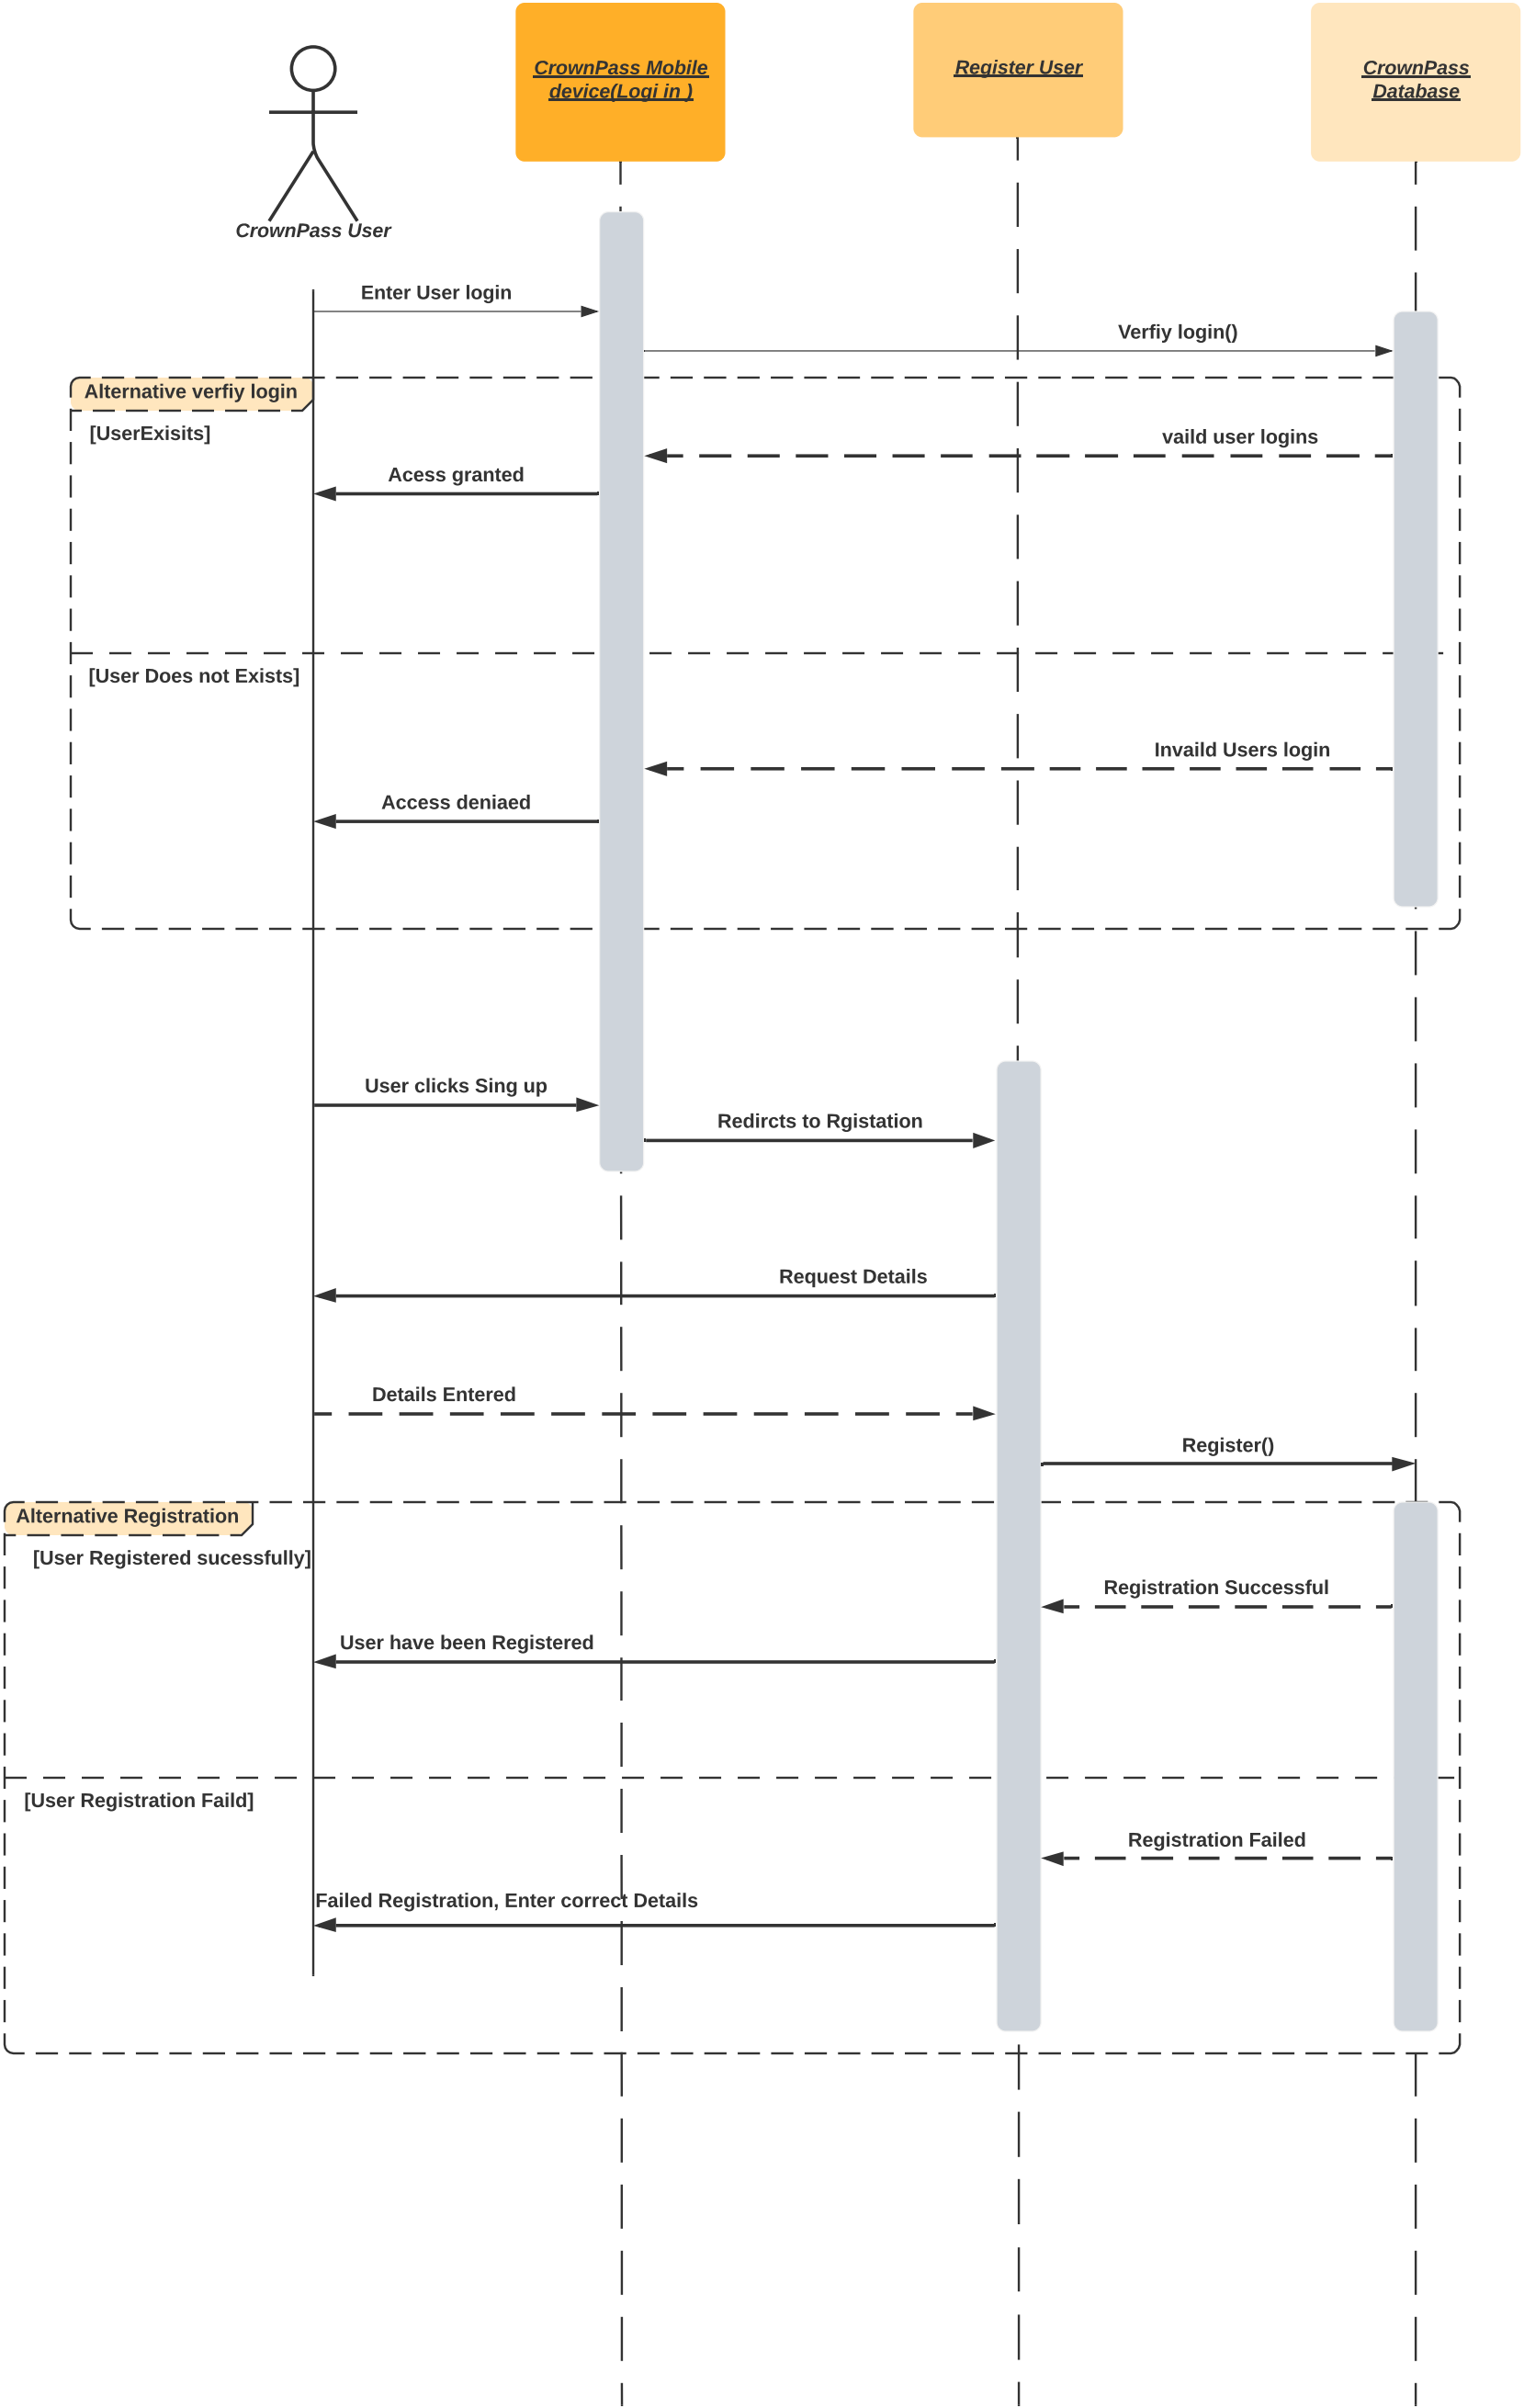 CrownPass Mobile
device(Logi in )
Register User
CrownPass
Database
CrownPass User
Enter User login
Verfiy login()
Alternative verfiy login
[UserExisits]
vaild user logins
Acess granted
[User Does not Exists]
Invaild Users login
Access deniaed
User clicks Sing up
Redircts to Rgistation
Request Details
Details Entered
Register()
Alternative Registration
[User Registered sucessfully]
Registration Successful
User have been Registered
[User Registration Faild]
Registration Failed
Failed Registration, Enter correct Details